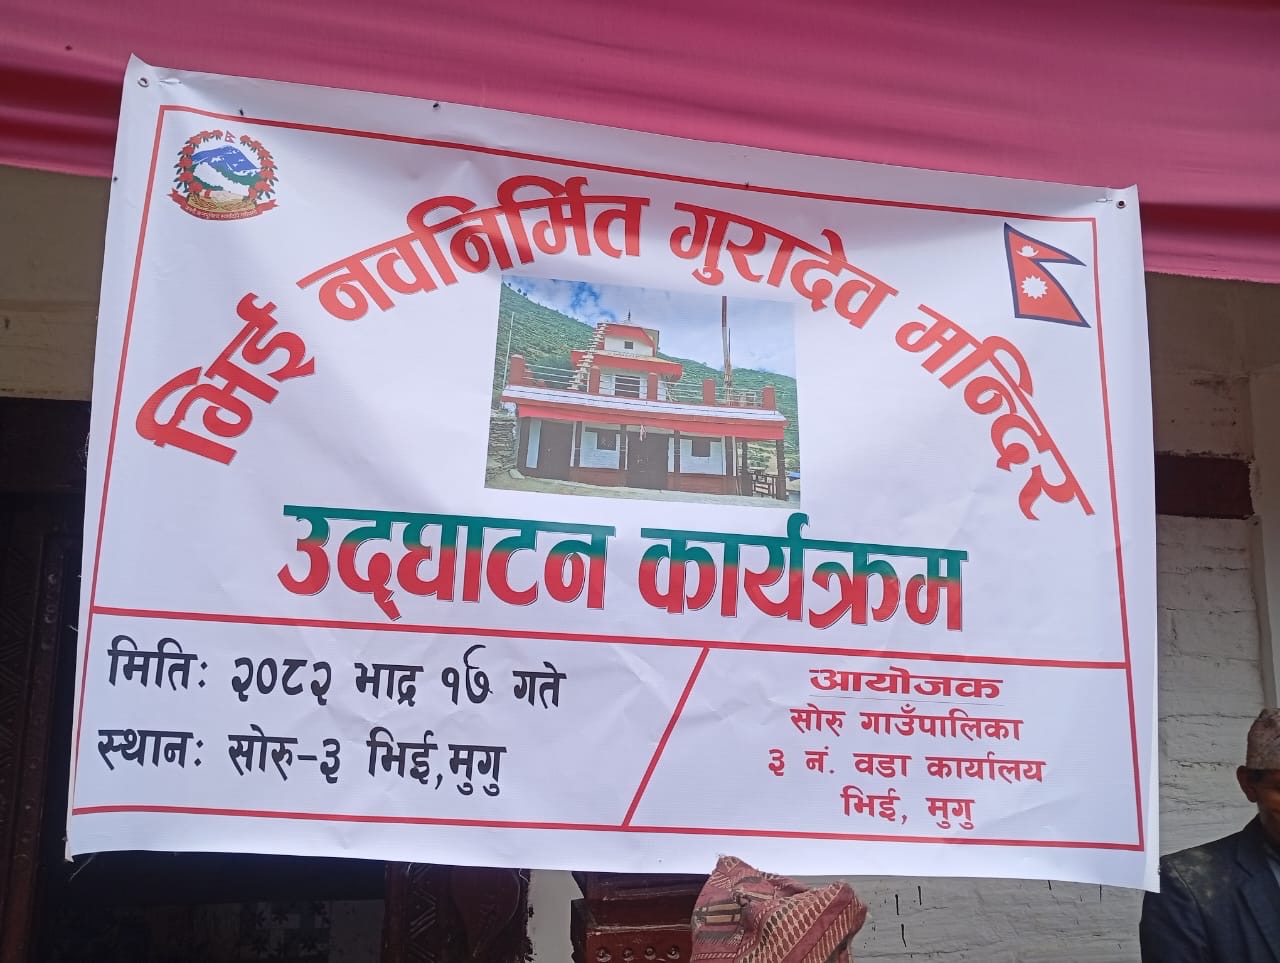 भिई नवनिर्मित गुरादेव मन्दिर
उद्घाटन कार्यक्रम
मितिः २०८२ भाद्र १७ गते
स्थानः सोरु-३ भिई,मुगु
आयोजक
सोरु गाउँपालिका
३ नं. वडा कार्यालय
भिई, मुगु